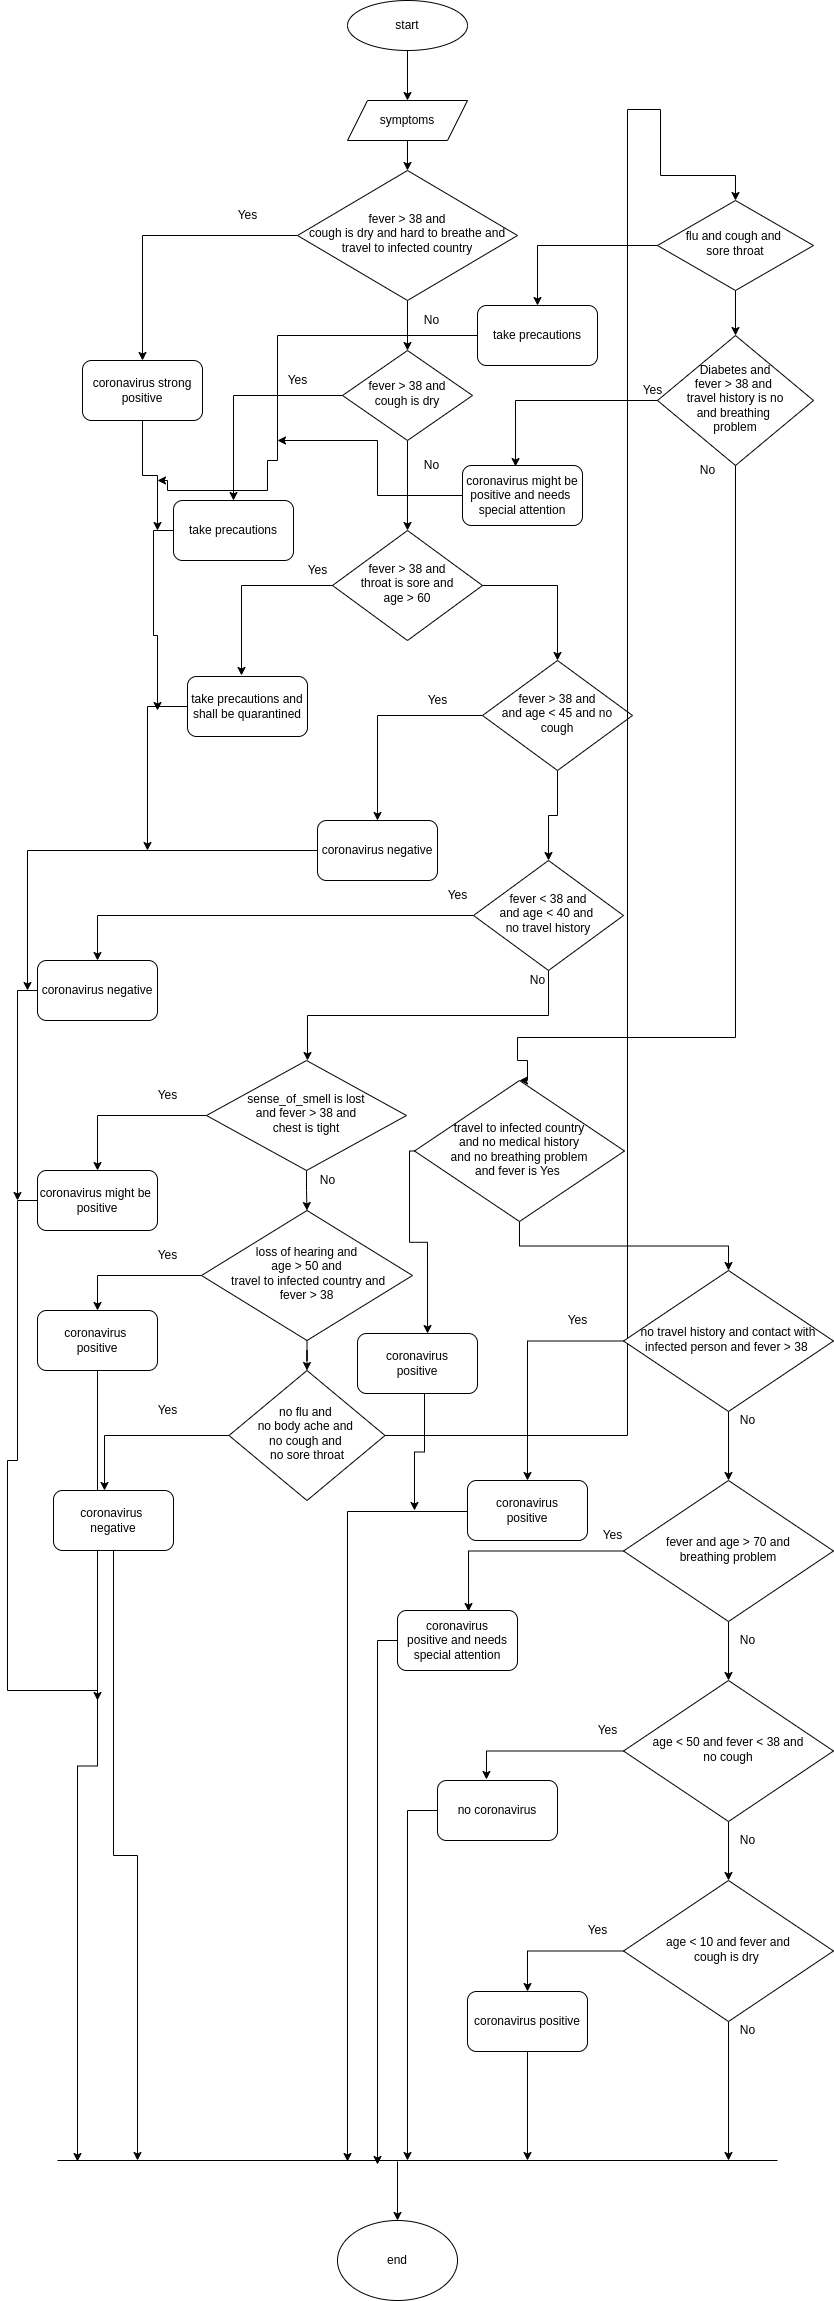 start
symptoms
fever > 38 and
cough is dry and hard to breathe and
travel to infected country
Yes
No
flu and cough and
sore throat
take precautions
coronavirus strong
positive
fever > 38 and
cough is dry
Yes
No
Diabetes and
fever > 38 and
travel history is no
and breathing
problem
Yes
No
coronavirus might be
positive and needs
special attention
take precautions
fever > 38 and
throat is sore and
age > 60
Yes
take precautions and
shall be quarantined
fever > 38 and
and age < 45 and no
cough
Yes
coronavirus negative
fever < 38 and
and age < 40 and
no travel history
Yes
No
coronavirus negative
sense_of_smell is lost
and fever > 38 and
chest is tight
Yes
No
travel to infected country
and no medical history
and no breathing problem
and fever is Yes
coronavirus might be
positive
loss of hearing and
age > 50 and
travel to infected country and
fever > 38
Yes
coronavirus
positive
coronavirus
positive
no travel history and contact with
infected person and fever > 38
Yes
No
no flu and
no body ache and
no cough and
no sore throat
Yes
coronavirus
negative
coronavirus
positive
fever and age > 70 and
breathing problem
Yes
No
coronavirus
positive and needs
special attention
age < 50 and fever < 38 and
no cough
Yes
No
no coronavirus
age < 10 and fever and
cough is dry
Yes
No
coronavirus positive
end